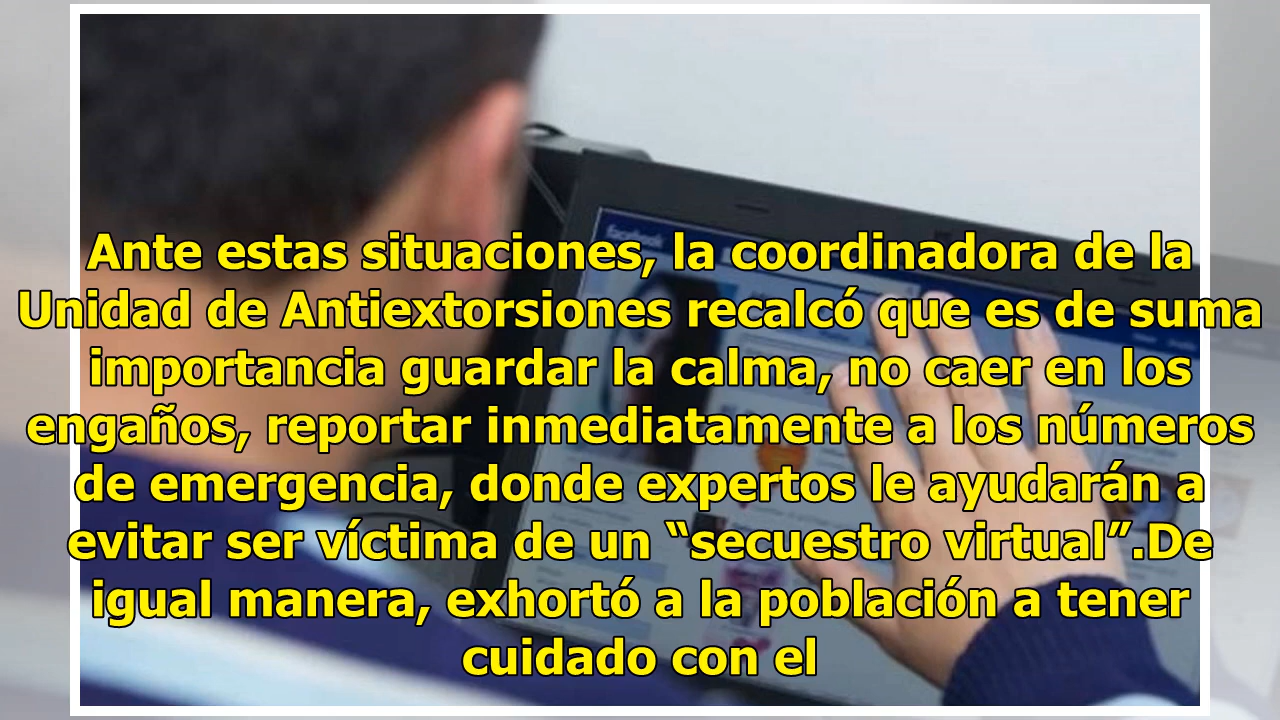 facebook
Ante estas situaciones, la coordinadora de la
Unidad de Antiextorsiones recalcó que es de suma
importancia guardar la calma, no caer en los
engaños, reportar inmediatamente a los números
de emergencia, donde expertos le ayudarán a
evitar ser víctima de un “secuestro virtual”.De
igual manera, exhortó a la población a tener
cuidado con el